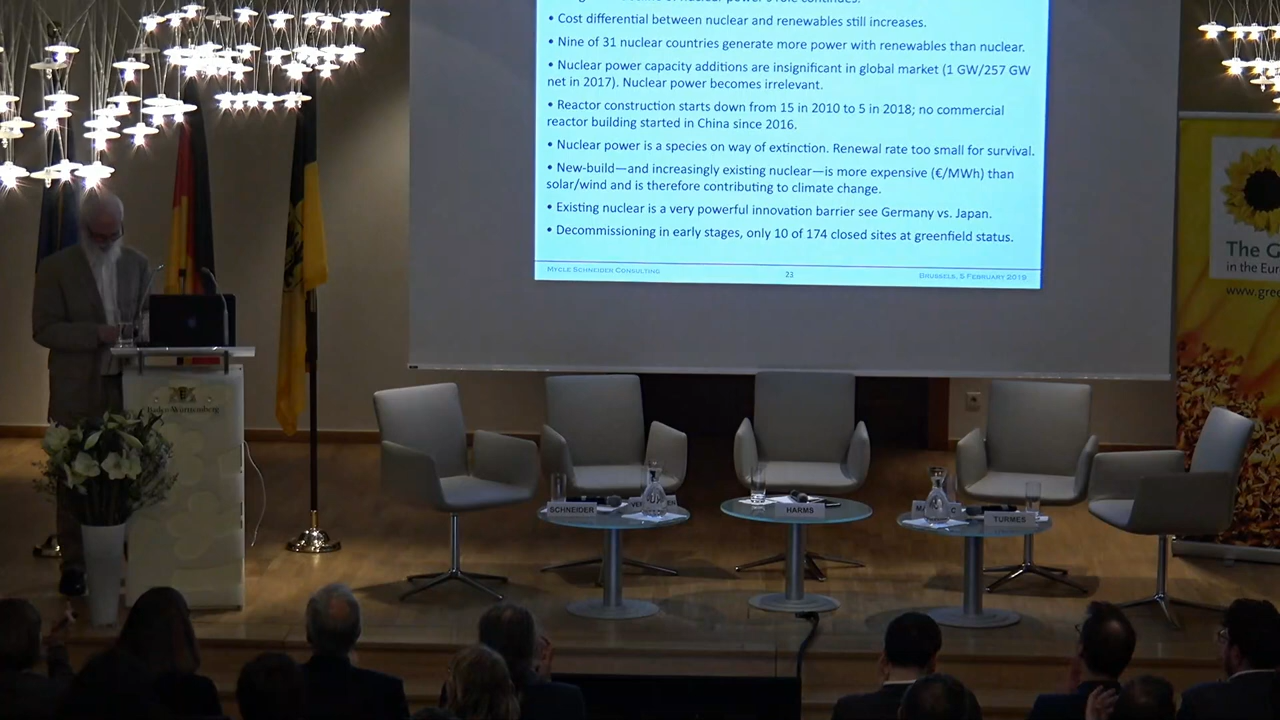 • Cost differential between nuclear and renewables still increases.
• Nine of 31 nuclear countries generate more power with renewables than nuclear.
• Nuclear power capacity additions are insignificant in global market (1 GW/257 GW
net in 2017). Nuclear power becomes irrelevant.
• Reactor construction starts down from 15 in 2010 to 5 in 2018; no commercial
reactor building started in China since 2016.
• Nuclear power is a species on way of extinction. Renewal rate too small for survival.
• New-build—and increasingly existing nuclear—is more expensive (€/MWh) than
solar/wind and is therefore contributing to climate change.
• Existing nuclear is a very powerful innovation barrier see Germany vs. Japan.
• Decommissioning in early stages, only 10 of 174 closed sites at greenfield status.
Mycle Schneider Consulting
23
Brussels, 5 February 2019
The G
in the Eur
www.gree
Baden-Württemberg
SCHNEIDER
HARMS
TURMES